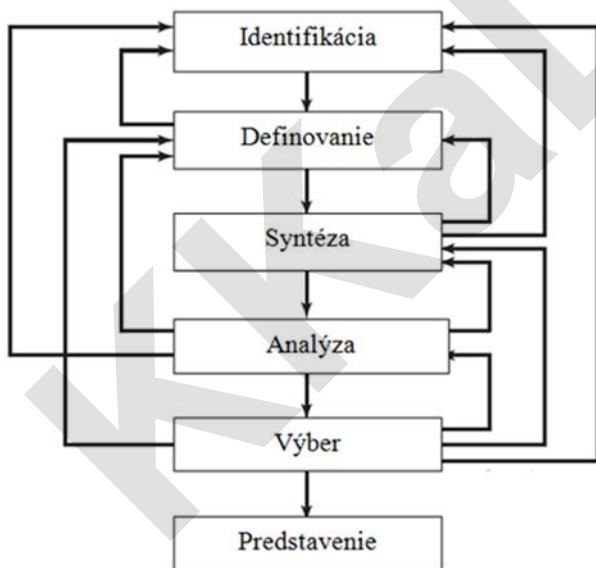 Identifikácia
Definovanie
Syntéza
Analýza
Výber
Predstavenie